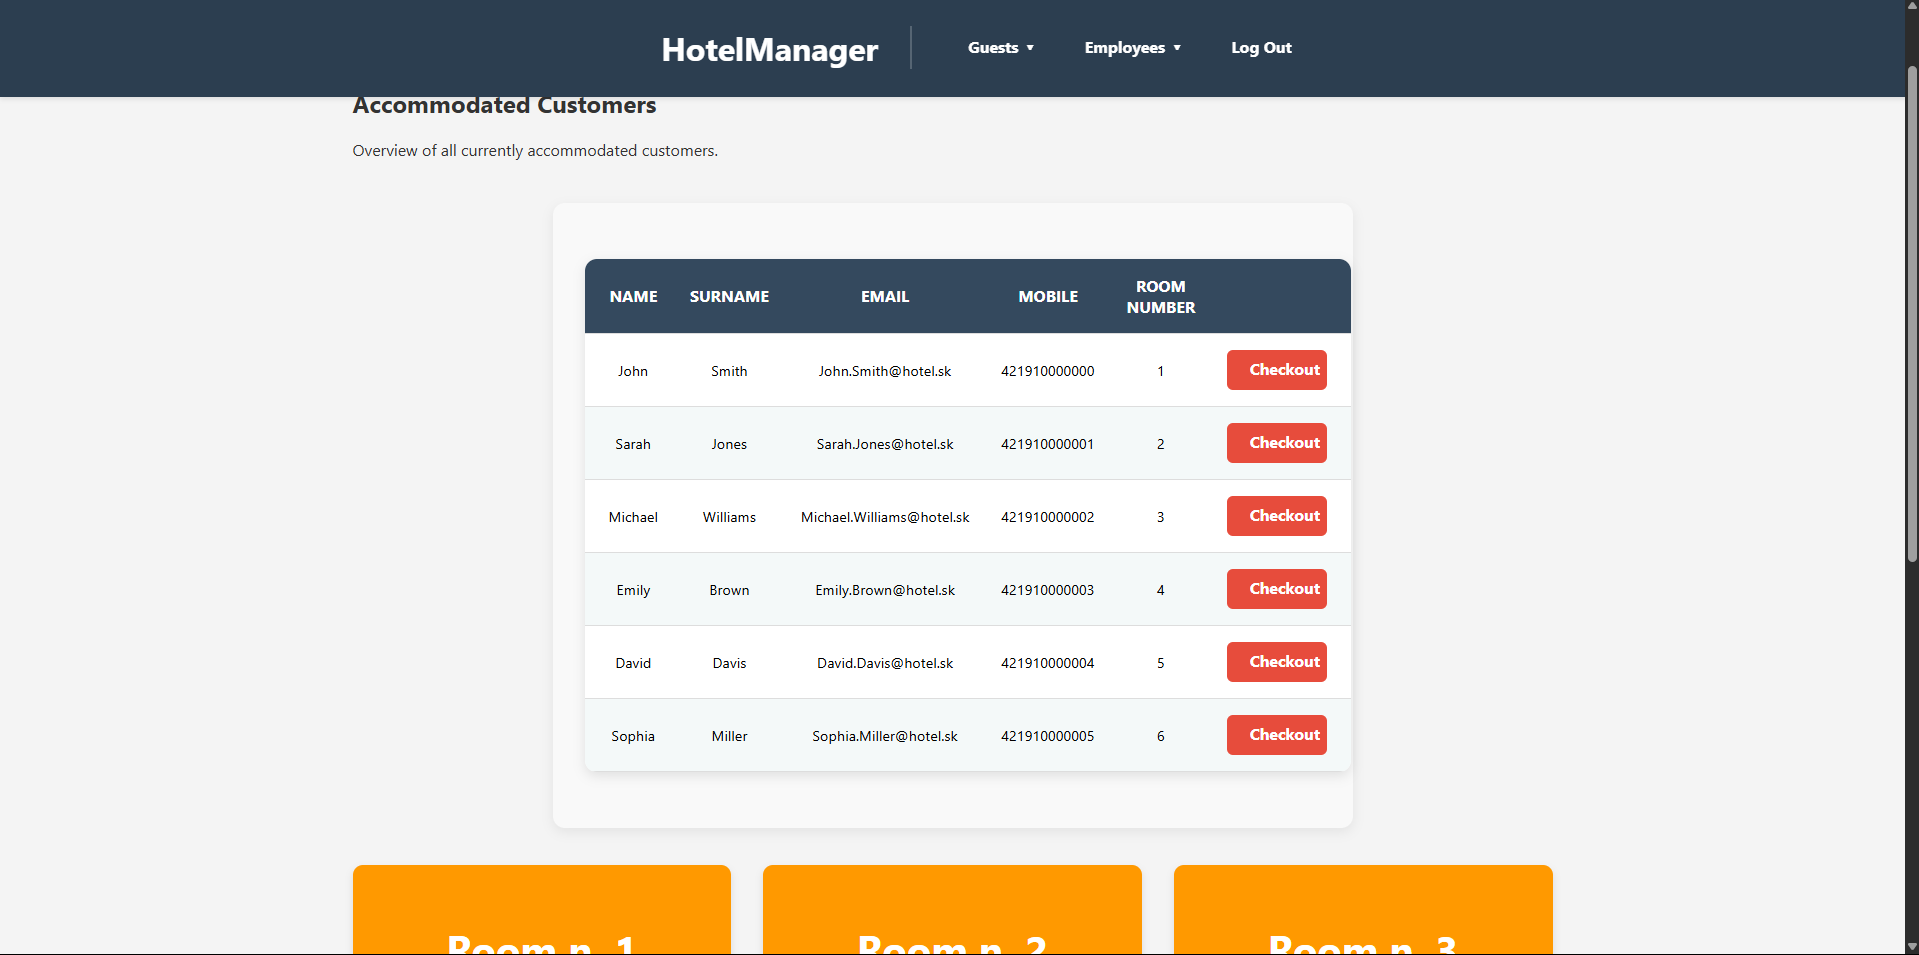 HotelManager Guests ▼ Employees ▼ Log Out
Accommodated Customers
Overview of all currently accommodated customers.
NAME SURNAME EMAIL MOBILE ROOM NUMBER
John Smith John.Smith@hotel.sk 421910000000 1 Checkout
Sarah Jones Sarah.Jones@hotel.sk 421910000001 2 Checkout
Michael Williams Michael.Williams@hotel.sk 421910000002 3 Checkout
Emily Brown Emily.Brown@hotel.sk 421910000003 4 Checkout
David Davis David.Davis@hotel.sk 421910000004 5 Checkout
Sophia Miller Sophia.Miller@hotel.sk 421910000005 6 Checkout
Room n. 1 Room n. 2 Room n. 3